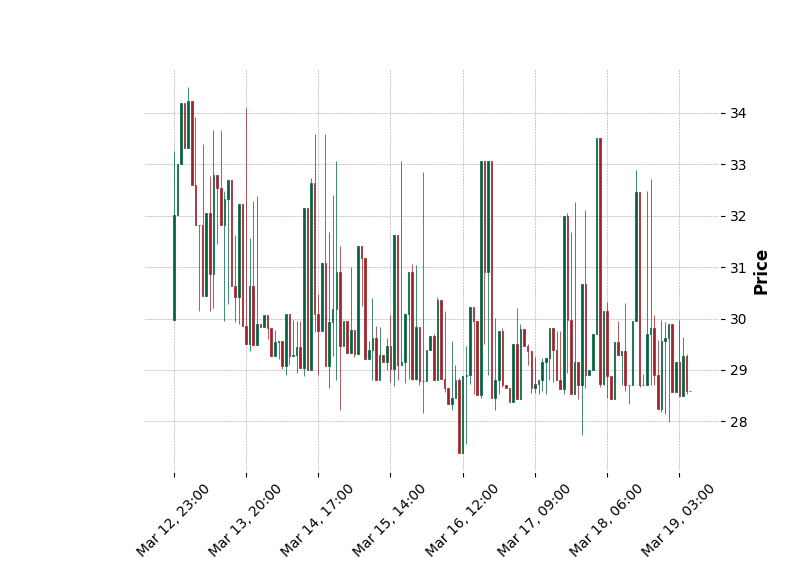 34
33
32
31
30
29
28
Price
Mar 12, 23:00
Mar 13, 20:00
Mar 14, 17:00
Mar 15, 14:00
Mar 16, 12:00
Mar 17, 09:00
Mar 18, 06:00
Mar 19, 03:00